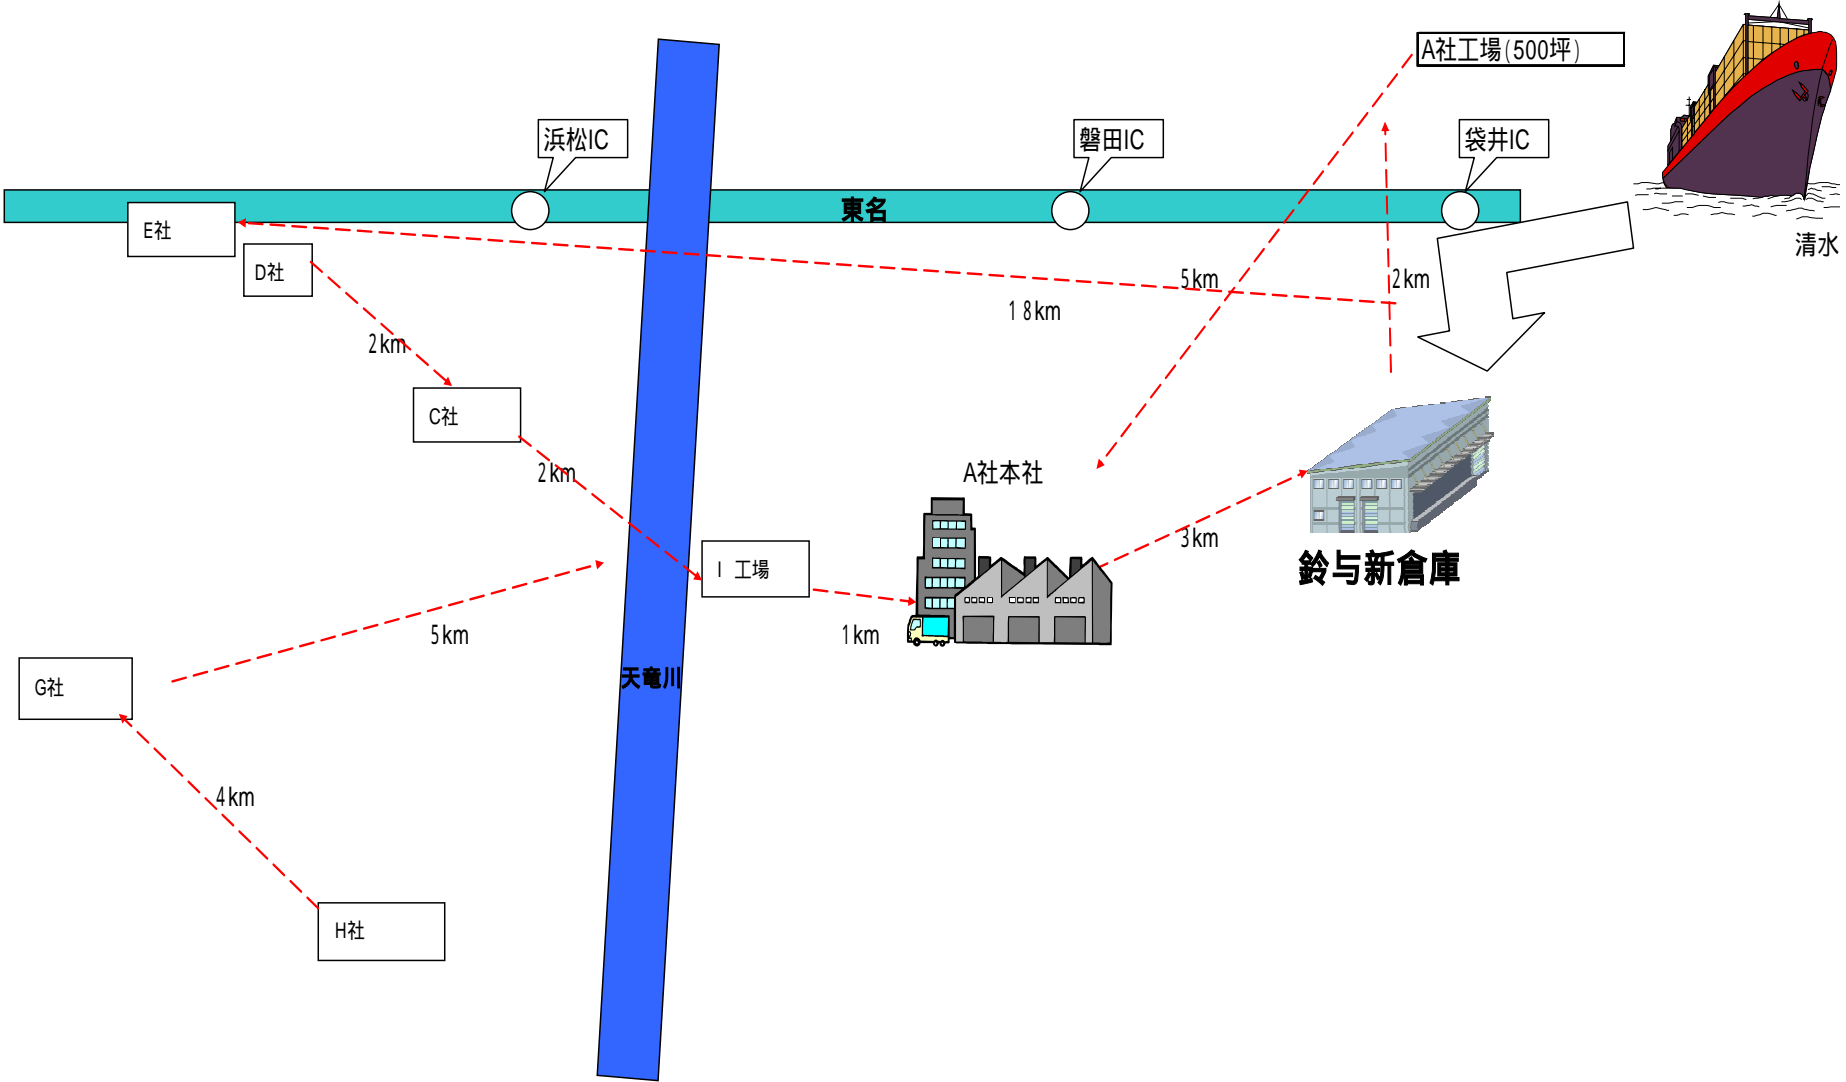 A社工場(500坪)
浜松IC
磐田IC
袋井IC
東名
E社
清水
D社
5km
2km
18km
2km
C社
2km
A社本社
3km
I 工場
鈴与新倉庫
5km
1km
天竜川
G社
4km
H社